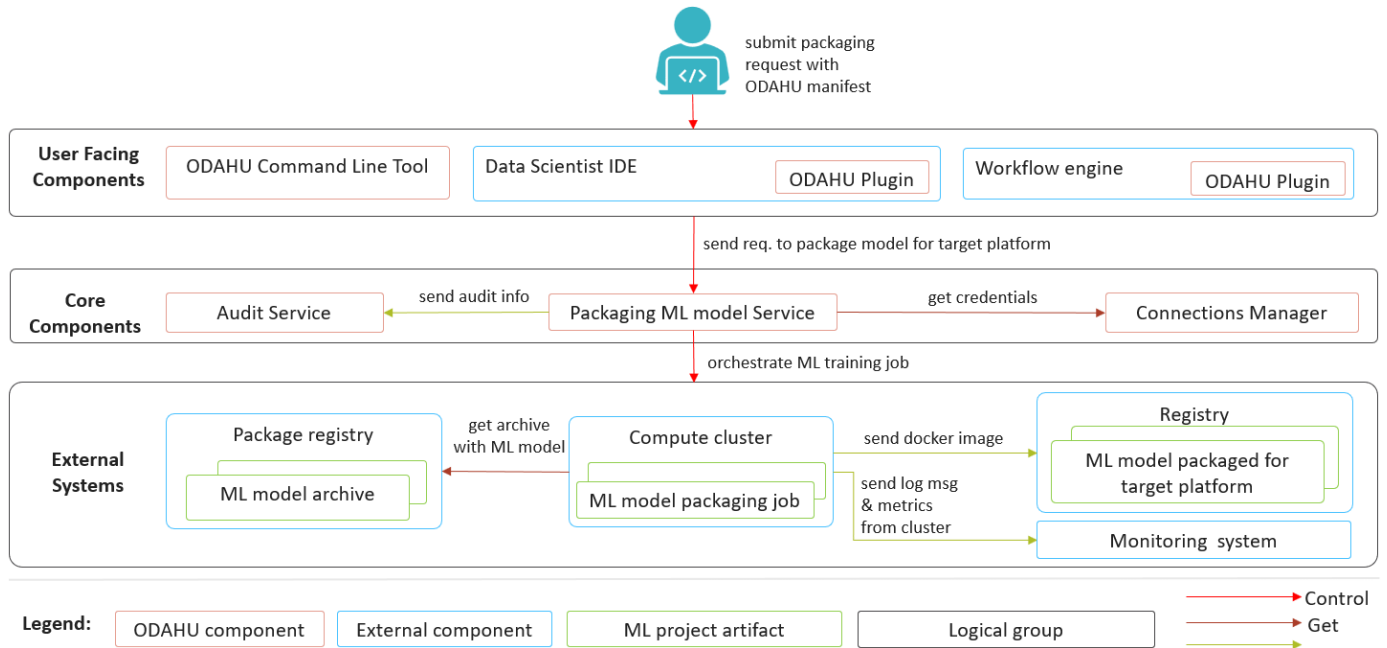 submit packaging
request with
ODAHU manifest
User Facing
Components
ODAHU Command Line Tool
Data Scientist IDE
ODAHU Plugin
Workflow engine
ODAHU Plugin
send req. to package model for target platform
Core
Components
Audit Service
send audit info
Packaging ML model Service
get credentials
Connections Manager
orchestrate ML training job
External
Systems
Package registry
ML model archive
get archive
with ML model
Compute cluster
ML model packaging job
send docker image
send log msg
& metrics
from cluster
Registry
ML model packaged for
target platform
Monitoring system
Legend:
ODAHU component
External component
ML project artifact
Logical group
Control
Get